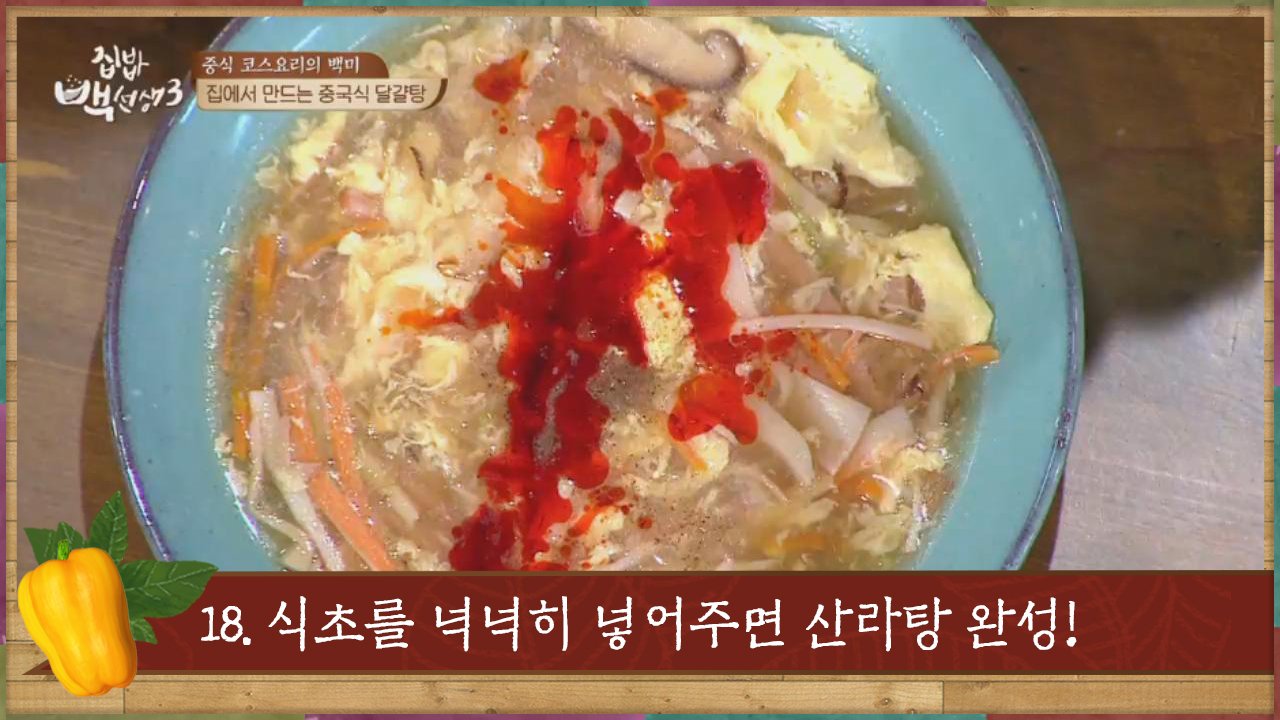 집밥
백선생3
중식 코스요리의 백미
집에서 만드는 중국식 달걀탕
18. 식초를 넉넉히 넣어주면 산라탕 완성!